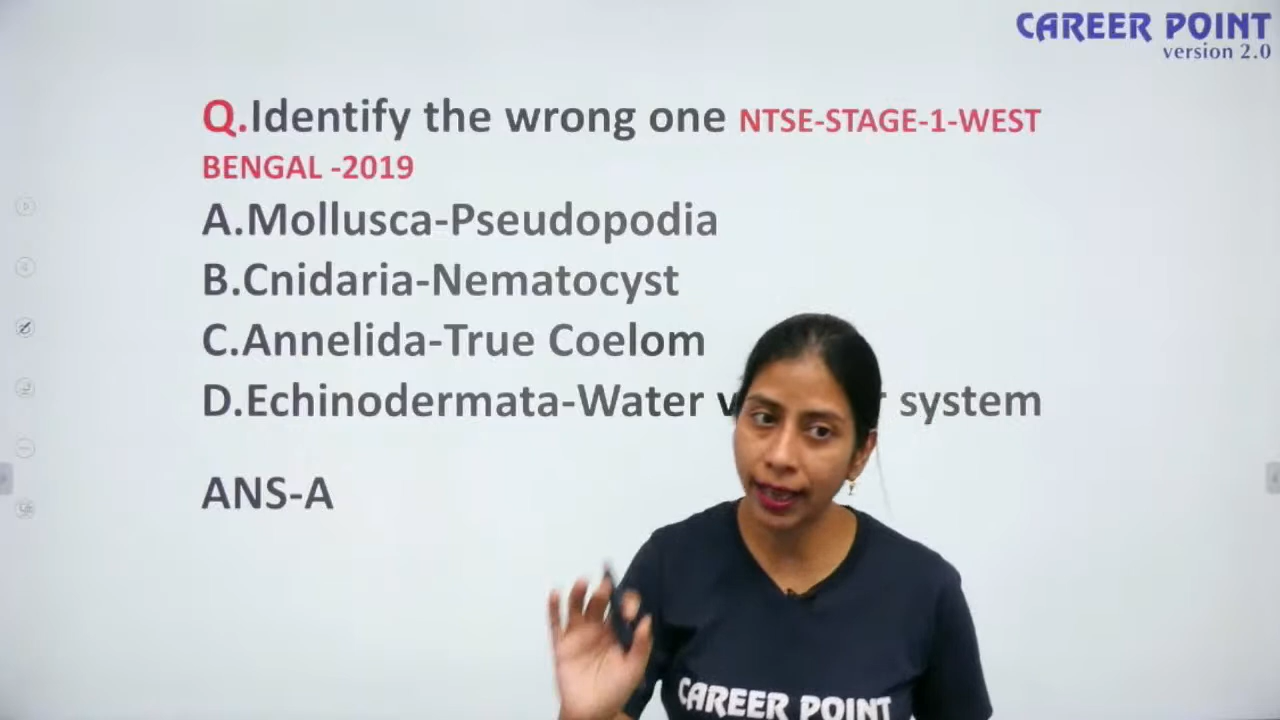 CAREER POINT
version 2.0
Q.Identify the wrong one NTSE-STAGE-1-WEST
BENGAL -2019
A.Mollusca-Pseudopodia
B.Cnidaria-Nematocyst
C.Annelida-True Coelom
D.Echinodermata-Water system
ANS-A
CAREER POINT